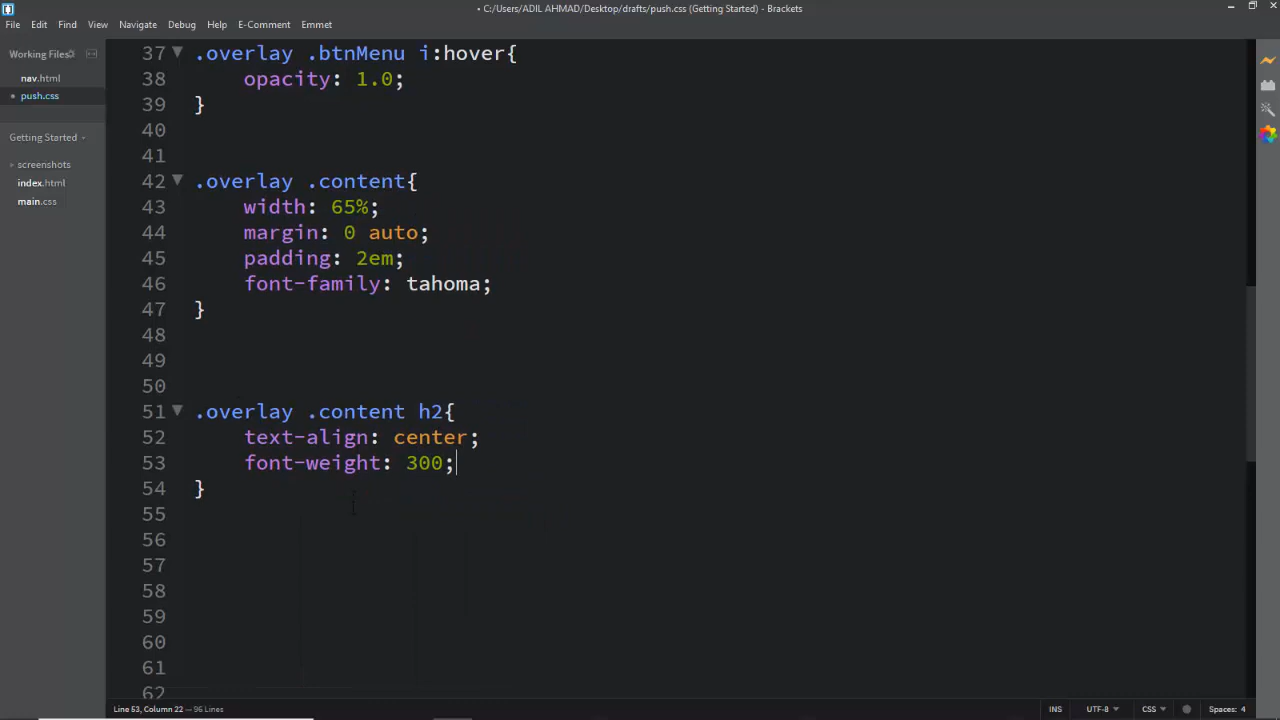 • C:/Users/ADIL AHMAD/Desktop/drafts/push.css (Getting Started) - Brackets
File Edit Find View Navigate Debug Help E-Comment Emmet
Working Files
nav.html
• push.css
Getting Started
screenshots
index.html
main.css
37 .overlay .btnMenu i:hover{
38     opacity: 1.0;
39 }
40
41
42 .overlay .content{
43     width: 65%;
44     margin: 0 auto;
45     padding: 2em;
46     font-family: tahoma;
47 }
48
49
50
51 .overlay .content h2{
52     text-align: center;
53     font-weight: 300;
54 }
55
56
57
58
59
60
61
62
Line 53, Column 22 — 96 Lines
INS UTF-8 CSS Spaces: 4